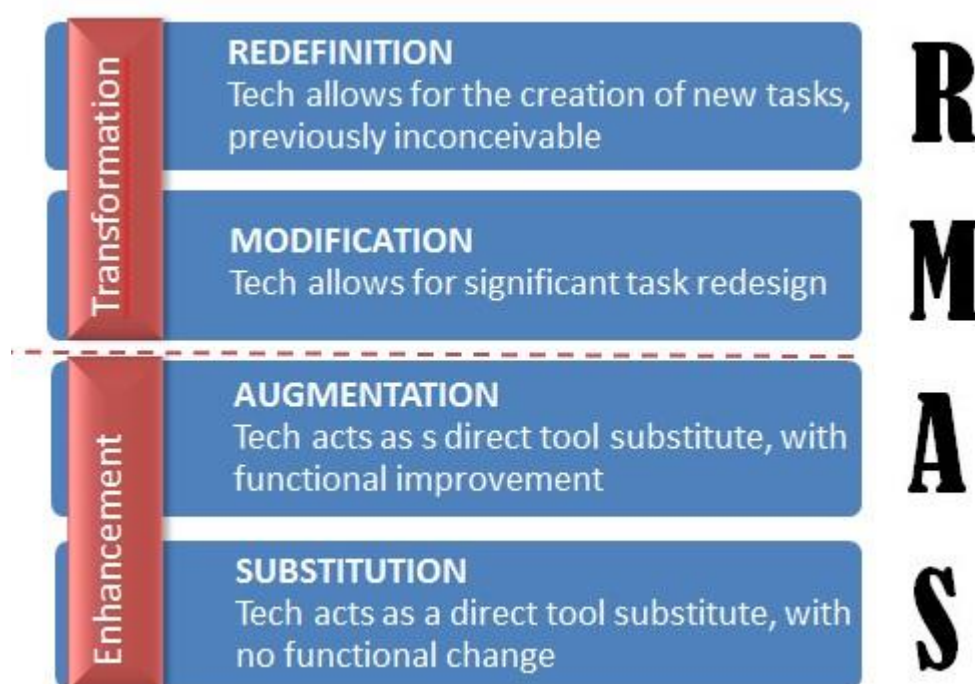 Transformation
REDEFINITION
Tech allows for the creation of new tasks,
previously inconceivable
R
MODIFICATION
Tech allows for significant task redesign
M
Enhancement
AUGMENTATION
Tech acts as s direct tool substitute, with
functional improvement
A
SUBSTITUTION
Tech acts as a direct tool substitute, with
no functional change
S